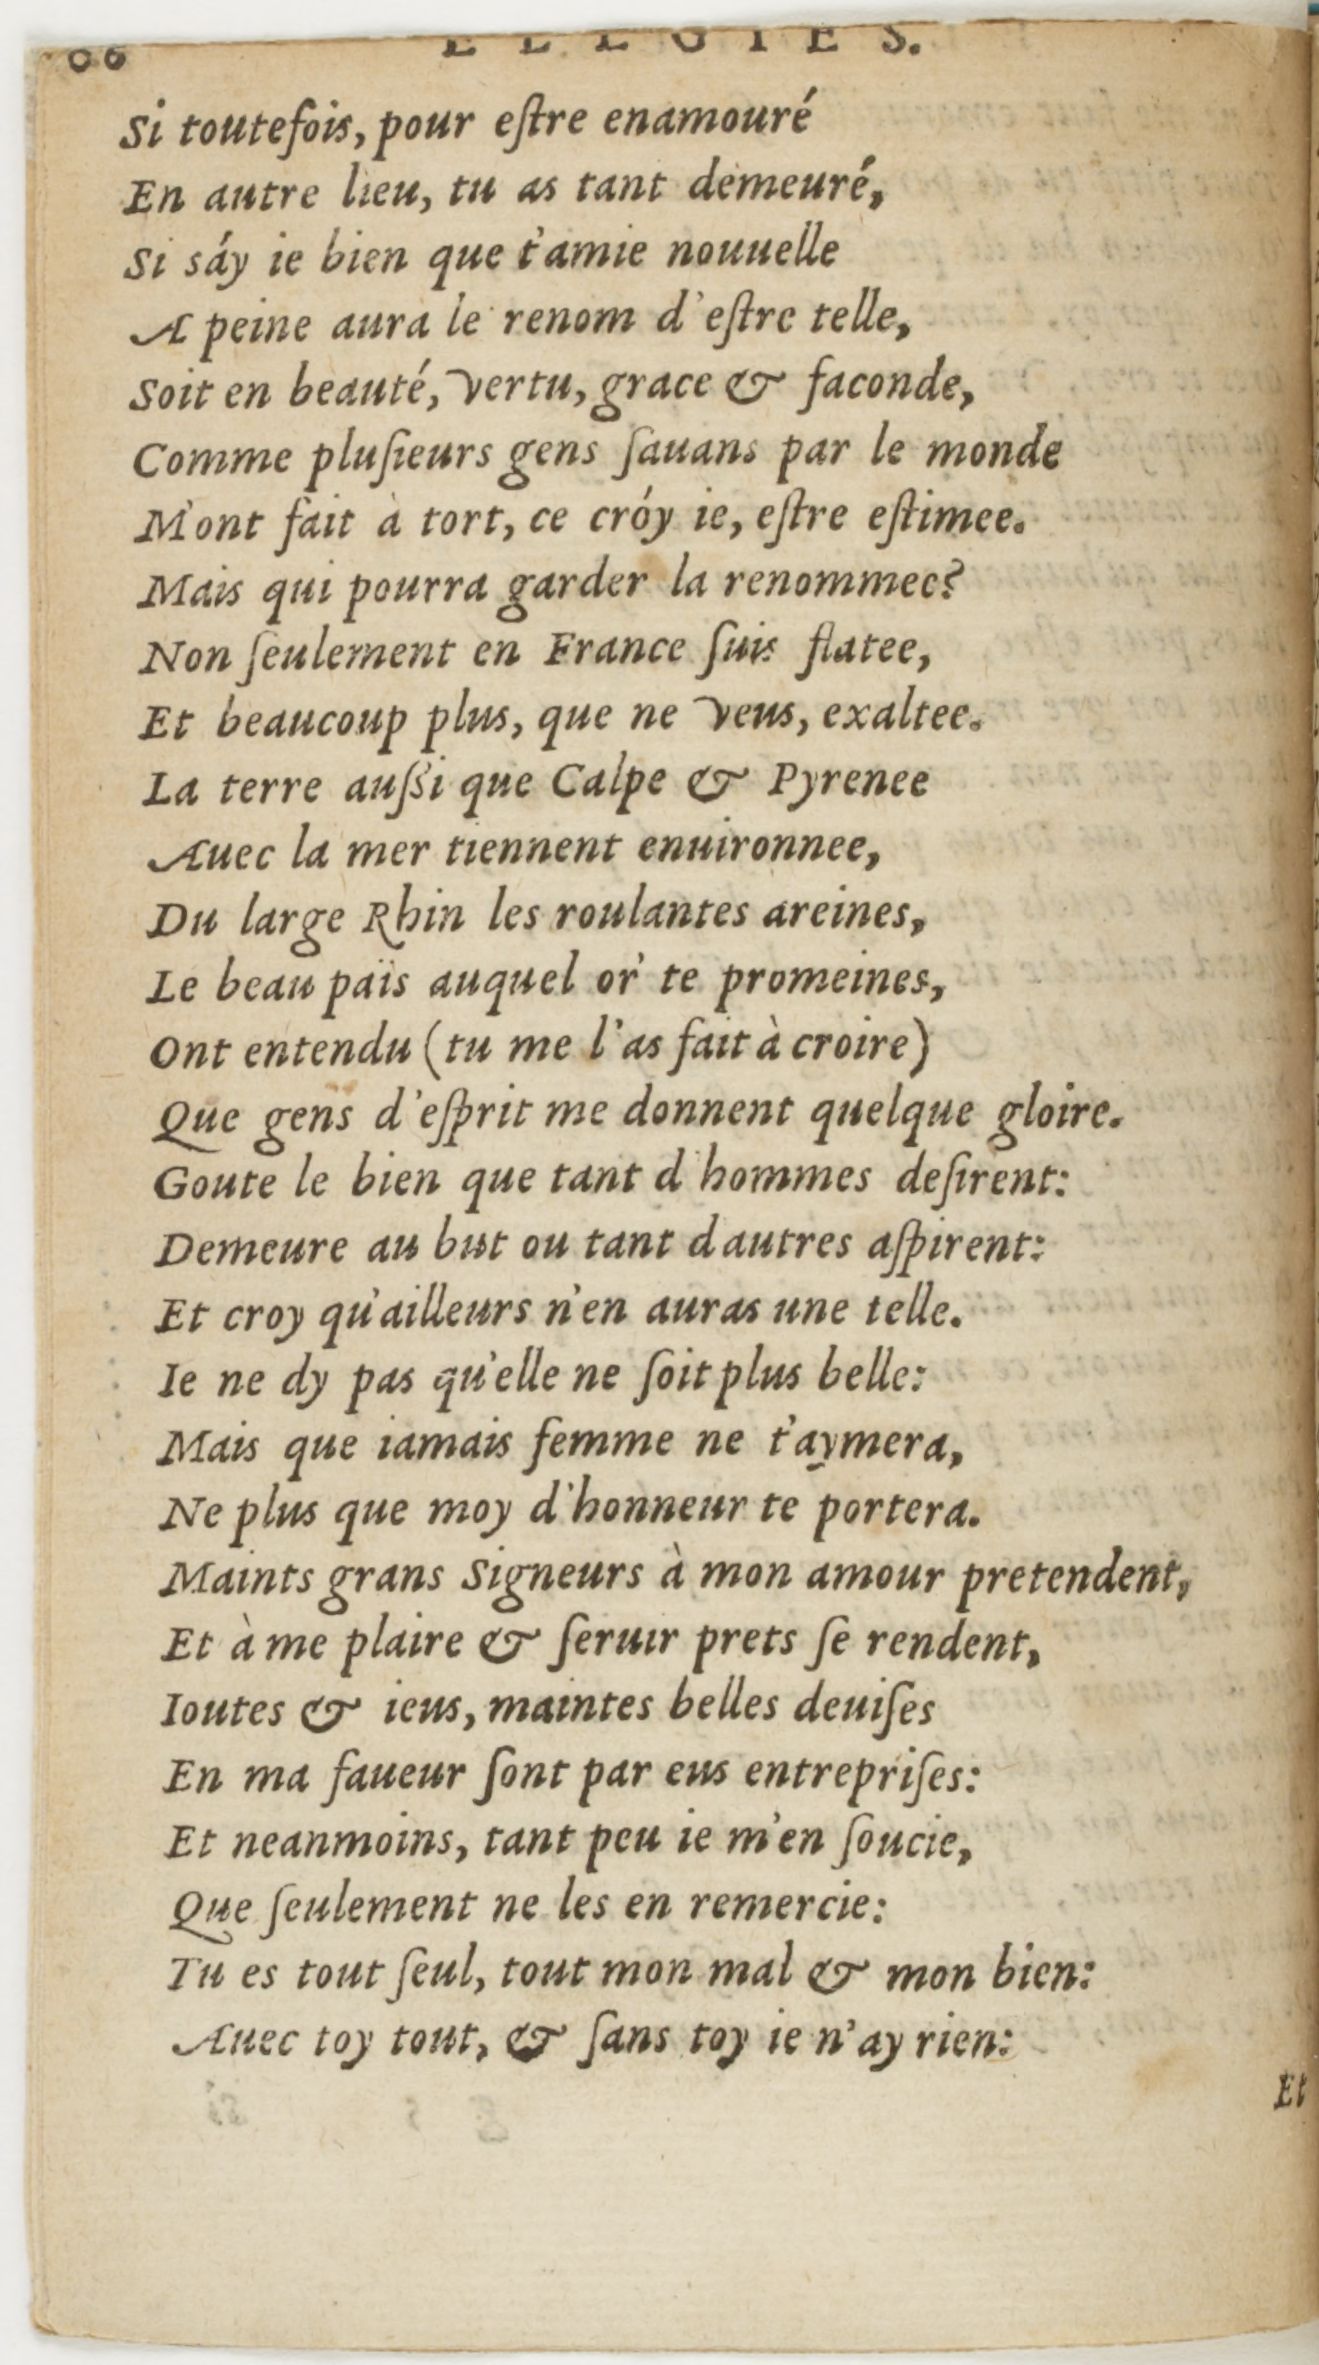 ELEGIES.
Si toutefois, pour eſtre enamouré
En autre lieu, tu as tant demeuré,
Si sáy ie bien que t'amie nouuelle
A peine aura le renom d'eſtre telle,
Soit en beauté, vertu, grace & faconde,
Comme pluſieurs gens ſauans par le monde
M'ont fait à tort, ce cróy ie, eſtre eſtimee.
Mais qui pourra garder la renommee?
Non ſeulement en France ſuis flatee,
Et beaucoup plus, que ne veus, exaltee.
La terre auſſi que Calpe & Pyrenee
Auec la mer tiennent enuironnee,
Du large Rhin les roulantes areines,
Le beau païs auquel or' te promeines,
Ont entendu (tu me l'as fait à croire)
Que gens d'eſprit me donnent quelque gloire.
Goute le bien que tant d'hommes deſirent:
Demeure au but ou tant dautres aſpirent:
Et croy qu'ailleurs n'en auras une telle.
Ie ne dy pas qu'elle ne ſoit plus belle:
Mais que iamais femme ne t'aymera,
Ne plus que moy d'honneur te portera.
Maints grans Signeurs à mon amour pretendent,
Et à me plaire & ſeruir prets ſe rendent,
Ioutes & ieus, maintes belles deuiſes
En ma faueur ſont par eus entrepriſes:
Et neanmoins, tant peu ie m'en ſoucie,
Que ſeulement ne les en remercie:
Tu es tout ſeul, tout mon mal & mon bien:
Auec toy tout, & ſans toy ie n'ay rien:
Et